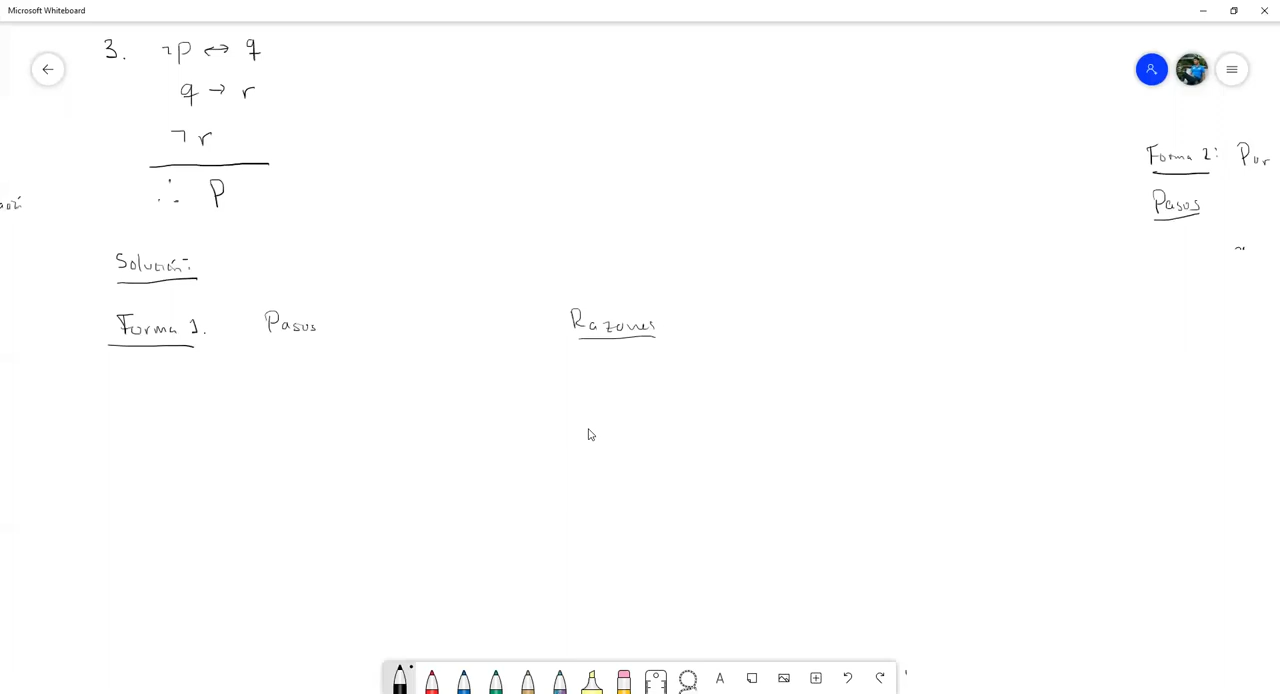 Microsoft Whiteboard
3. ¬p ↔ q
q → r
¬r
∴ p
Solución:
Forma 1. Pasos Razones
Forma 2: Por
Pasos